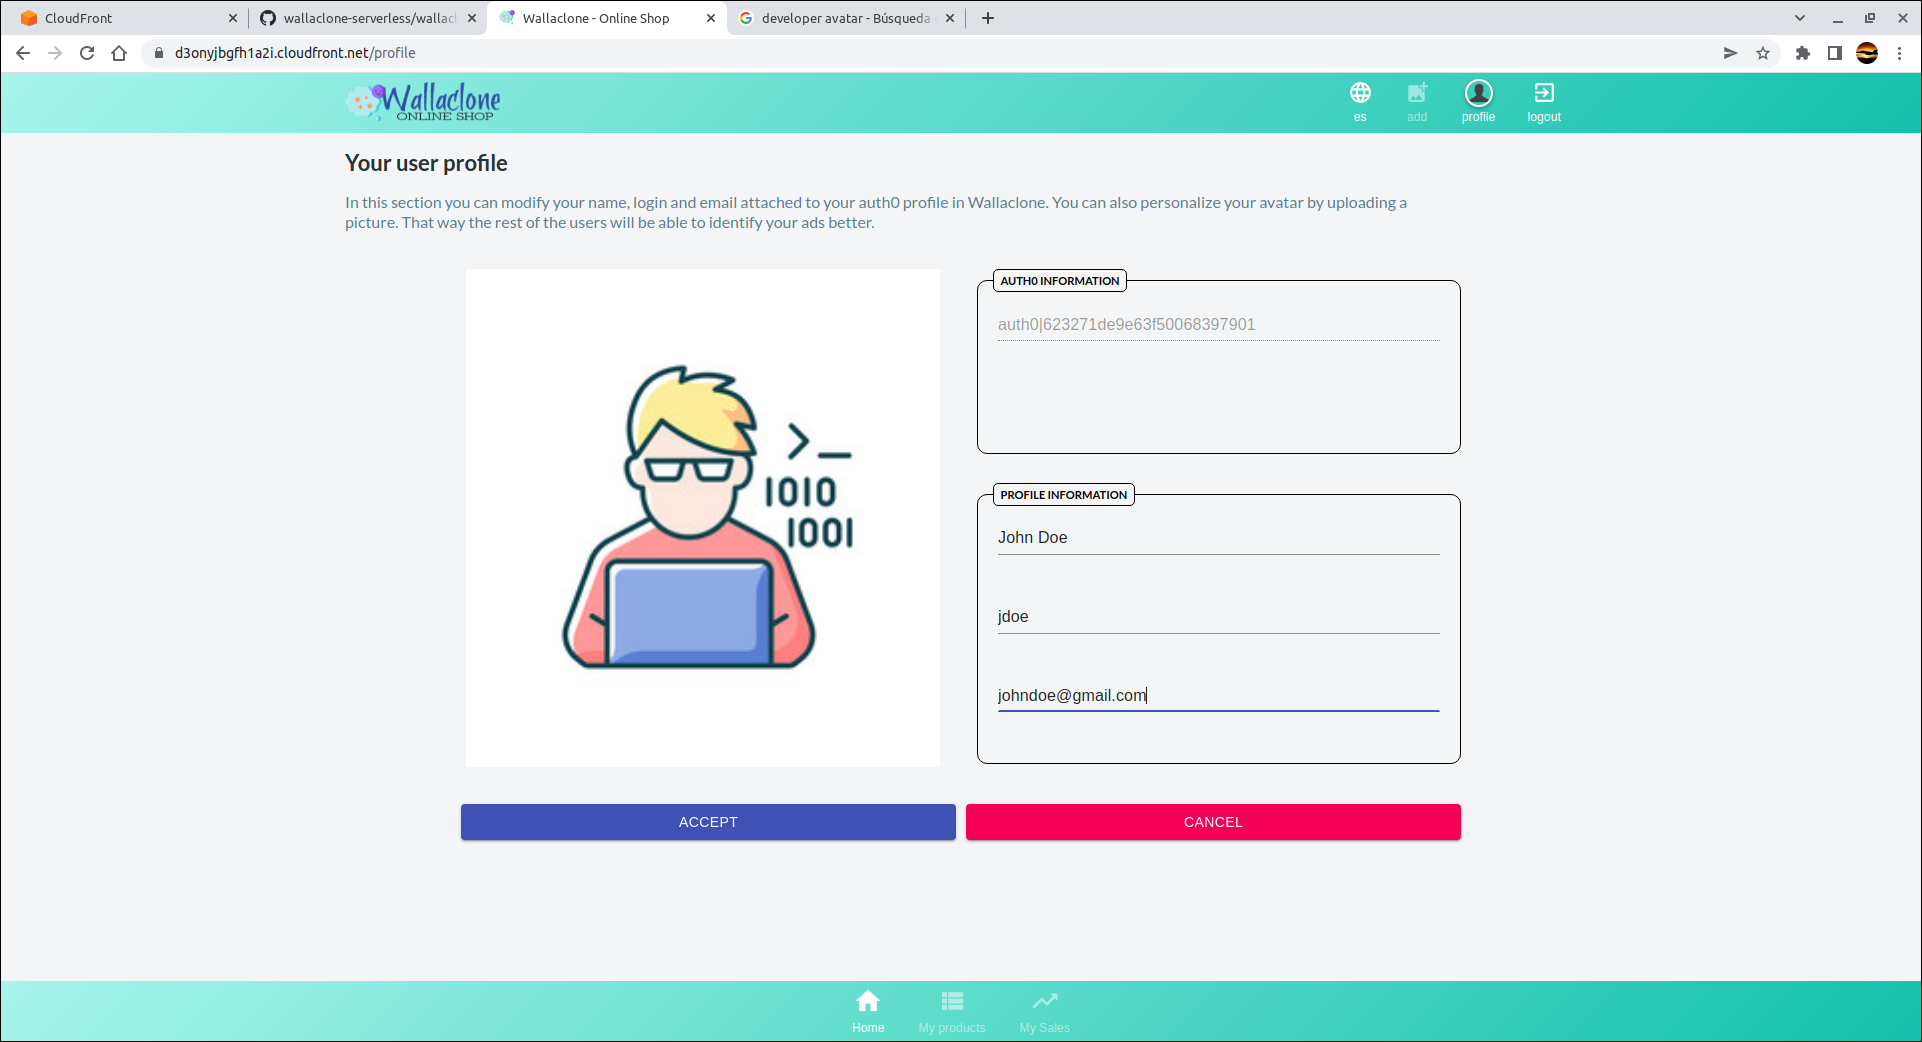 CloudFront
wallaclone-serverless/wallacl
Wallaclone - Online Shop
developer avatar - Búsqueda
d3onyjbgfh1a2i.cloudfront.net/profile
Wallaclone
ONLINE SHOP
es
add
profile
logout
Your user profile
In this section you can modify your name, login and email attached to your auth0 profile in Wallaclone. You can also personalize your avatar by uploading a
picture. That way the rest of the users will be able to identify your ads better.
>_
1010
1001
AUTH0 INFORMATION
auth0|623271de9e63f50068397901
PROFILE INFORMATION
John Doe
jdoe
johndoe@gmail.com
ACCEPT
CANCEL
Home
My products
My Sales